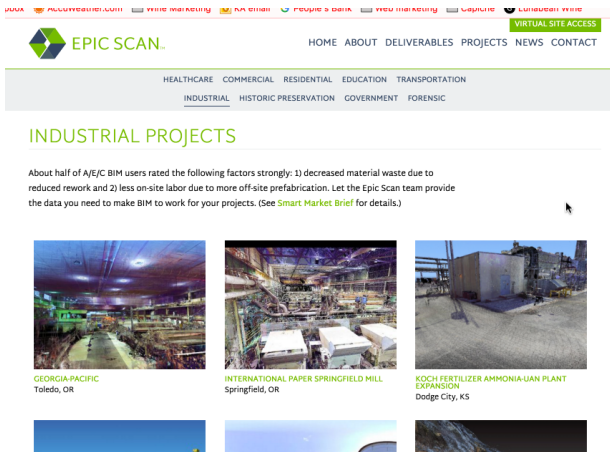 AccuWeather.com Wine Marketing KA email People's Bank Web marketing Capiche
VIRTUAL SITE ACCESS
EPIC SCAN
HOME ABOUT DELIVERABLES PROJECTS NEWS CONTACT
HEALTHCARE COMMERCIAL RESIDENTIAL EDUCATION TRANSPORTATION
INDUSTRIAL HISTORIC PRESERVATION GOVERNMENT FORENSIC
INDUSTRIAL PROJECTS
About half of A/E/C BIM users rated the following factors strongly: 1) decreased material waste due to
reduced rework and 2) less on-site labor due to more off-site prefabrication. Let the Epic Scan team provide
the data you need to make BIM to work for your projects. (See Smart Market Brief for details.)
GEORGIA-PACIFIC
Toledo, OR
INTERNATIONAL PAPER SPRINGFIELD MILL
Springfield, OR
KOCH FERTILIZER AMMONIA-UAN PLANT
EXPANSION
Dodge City, KS